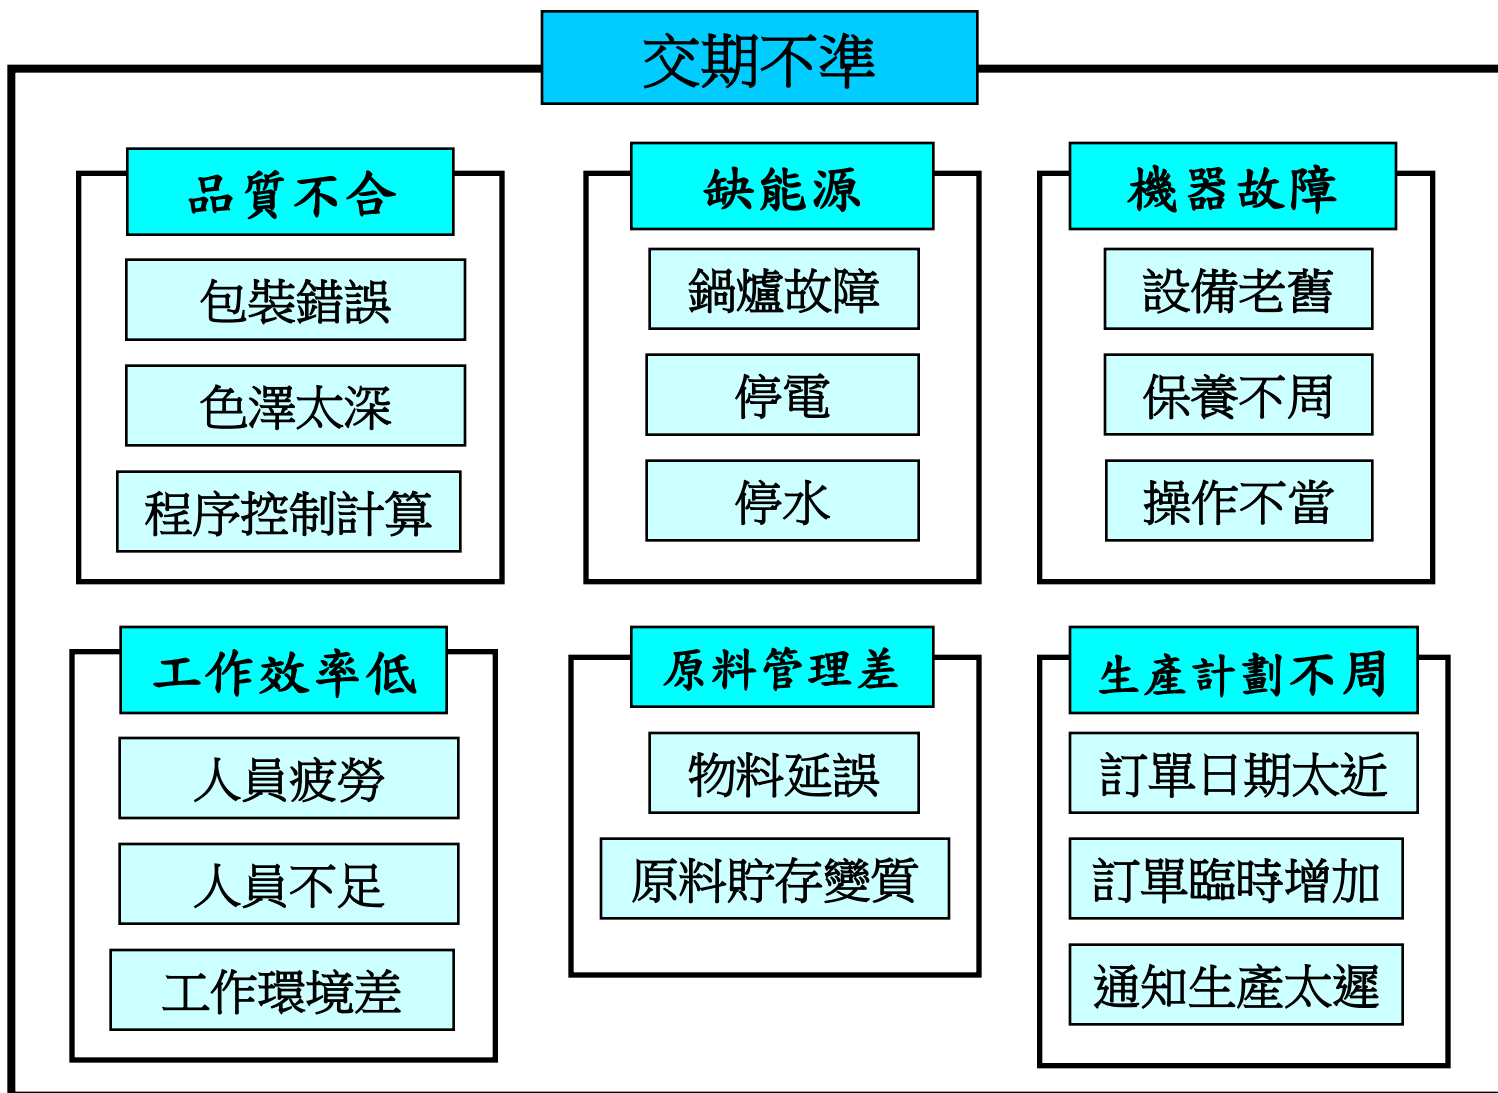 交期不準
品質不合
包裝錯誤
色澤太深
程序控制計算
缺能源
鍋爐故障
停電
停水
機器故障
設備老舊
保養不周
操作不當
工作效率低
人員疲勞
人員不足
工作環境差
原料管理差
物料延誤
原料貯存變質
生產計劃不周
訂單日期太近
訂單臨時增加
通知生產太遲